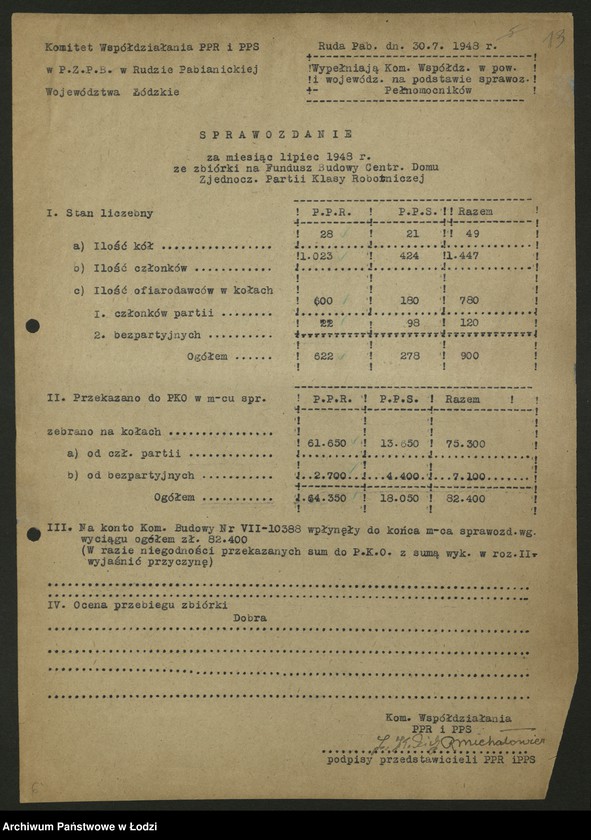 13
Komitet Współdziałania PPR i PPS
w P.Z.P.B. w Rudzie Pabianickiej
Województwa Łódzkie
Ruda Pab. dn. 30.7. 1948 r.
Wypełniają Kom. Współdz. w pow.
i wojewódz. na podstawie sprawoz.
Pełnomocników
SPRAWOZDANIE
za miesiąc lipiec 1948 r.
ze zbiórki na Fundusz Budowy Centr. Domu
Zjednocz. Partii Klasy Robotniczej
I. Stan liczebny ! P.P.R. ! P.P.S. !! Razem !
a) Ilość kół ................ 28 21 49
b) Ilość członków ............ 1.023 424 1.447
c) Ilość ofiarodawców w kołach
I. członków partii ........ 600 180 780
2. bezpartyjnych .......... 22 98 120
Ogółem ...... 622 278 900
II. Przekazano do PKO w m-cu spr. ! P.P.R. ! P.P.S. ! Razem ! !
zebrano na kołach ................
a) od czł. partii ............. 61.650 13.650 75.300
b) od bezpartyjnych ........... 2.700 4.400 7.100
Ogółem ........... 64.350 18.050 82.400
III. Na konto Kom. Budowy Nr VII-10388 wpłynęły do końca m-ca sprawozd.wg.
wyciągu ogółem zł. 82.400
(W razie niegodności przekazanych sum do P.K.O. z sumą wyk. w roz.II.
wyjaśnić przyczynę)
IV. Ocena przebiegu zbiórki
Dobra
Kom. Współdziałania
PPR i PPS
Michałowicz
podpisy przedstawicieli PPR iPPS
6
Archiwum Państwowe w Łodzi